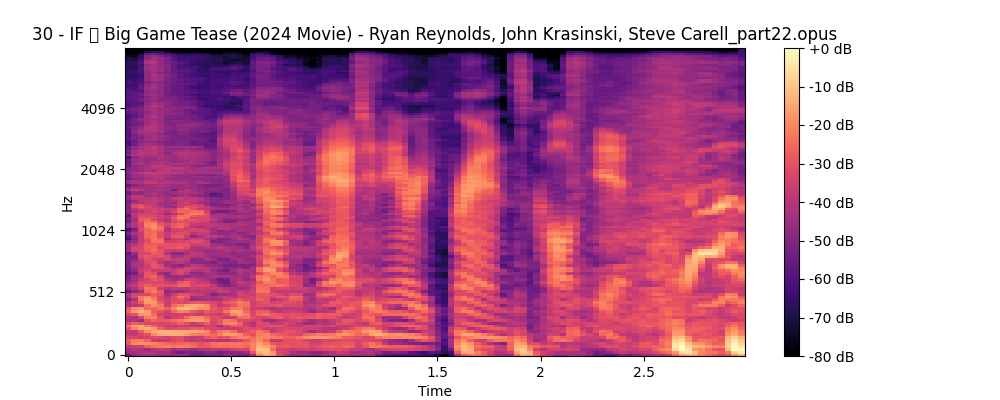 30 - IF  Big Game Tease (2024 Movie) - Ryan Reynolds, John Krasinski, Steve Carell_part22.opus
+0 dB
-10 dB
-20 dB
-30 dB
-40 dB
-50 dB
-60 dB
-70 dB
-80 dB
4096
2048
1024
512
0
Hz
0
0.5
1
1.5
2
2.5
Time